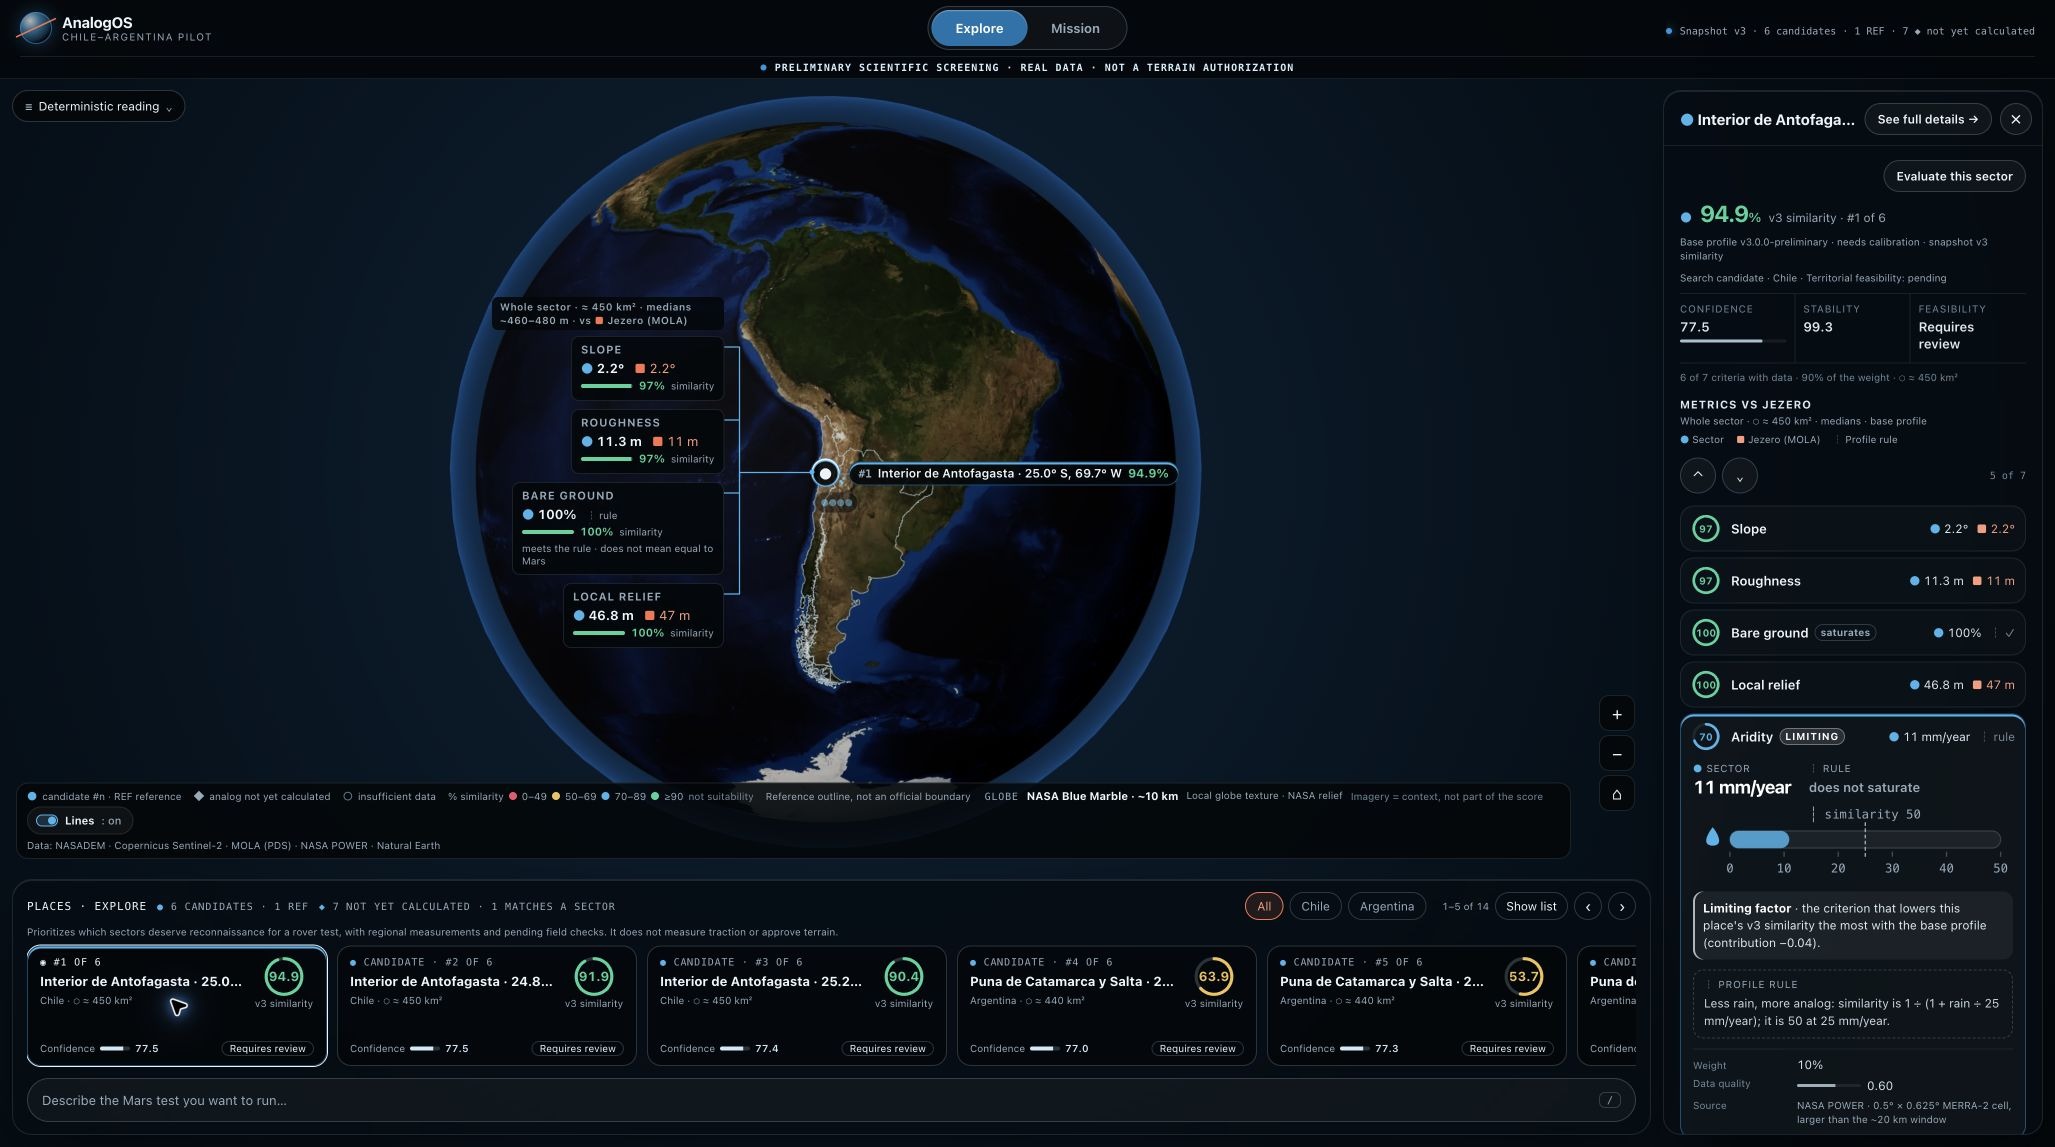 AnalogOS
CHILE–ARGENTINA PILOT
Explore
Mission
Snapshot v3 · 6 candidates · 1 REF · 7 ◆ not yet calculated
PRELIMINARY SCIENTIFIC SCREENING · REAL DATA · NOT A TERRAIN AUTHORIZATION
≡ Deterministic reading ⌄
Whole sector · ≈ 450 km² · medians
~460–480 m · vs Jezero (MOLA)
SLOPE
2.2° 2.2°
97% similarity
ROUGHNESS
11.3 m 11 m
97% similarity
BARE GROUND
100% rule
100% similarity
meets the rule · does not mean equal to
Mars
LOCAL RELIEF
46.8 m 47 m
100% similarity
#1 Interior de Antofagasta · 25.0° S, 69.7° W 94.9%
+
−
⌂
candidate #n · REF reference analog not yet calculated insufficient data % similarity 0–49 50–69 70–89 ≥90 not suitability Reference outline, not an official boundary GLOBE NASA Blue Marble · ~10 km Local globe texture · NASA relief Imagery = context, not part of the score
Lines : on
Data: NASADEM · Copernicus Sentinel-2 · MOLA (PDS) · NASA POWER · Natural Earth
PLACES · EXPLORE 6 CANDIDATES · 1 REF ◆ 7 NOT YET CALCULATED · 1 MATCHES A SECTOR
All Chile Argentina 1–5 of 14 Show list ‹ ›
Prioritizes which sectors deserve reconnaissance for a rover test, with regional measurements and pending field checks. It does not measure traction or approve terrain.
#1 OF 6
Interior de Antofagasta · 25.0...
Chile · ○ ≈ 450 km²
94.9
v3 similarity
Confidence 77.5
Requires review
CANDIDATE · #2 OF 6
Interior de Antofagasta · 24.8...
Chile · ○ ≈ 450 km²
91.9
v3 similarity
Confidence 77.5
Requires review
CANDIDATE · #3 OF 6
Interior de Antofagasta · 25.2...
Chile · ○ ≈ 450 km²
90.4
v3 similarity
Confidence 77.4
Requires review
CANDIDATE · #4 OF 6
Puna de Catamarca y Salta · 2...
Argentina · ○ ≈ 440 km²
63.9
v3 similarity
Confidence 77.0
Requires review
CANDIDATE · #5 OF 6
Puna de Catamarca y Salta · 2...
Argentina · ○ ≈ 440 km²
53.7
v3 similarity
Confidence 77.3
Requires review
CANDI
Puna d
Argentina
Confiden
Describe the Mars test you want to run...
/
Interior de Antofaga...
See full details →
✕
Evaluate this sector
94.9% v3 similarity · #1 of 6
Base profile v3.0.0-preliminary · needs calibration · snapshot v3
similarity
Search candidate · Chile · Territorial feasibility: pending
CONFIDENCE
77.5
STABILITY
99.3
FEASIBILITY
Requires
review
6 of 7 criteria with data · 90% of the weight · ○ ≈ 450 km²
METRICS VS JEZERO
Whole sector · ○ ≈ 450 km² · medians · base profile
Sector Jezero (MOLA) Profile rule
5 of 7
97 Slope 2.2° 2.2°
97 Roughness 11.3 m 11 m
100 Bare ground saturates 100% ✓
100 Local relief 46.8 m 47 m
70 Aridity LIMITING 11 mm/year rule
SECTOR RULE
11 mm/year does not saturate
similarity 50
0 10 20 30 40 50
Limiting factor · the criterion that lowers this
place's v3 similarity the most with the base profile
(contribution −0.04).
PROFILE RULE
Less rain, more analog: similarity is 1 ÷ (1 + rain ÷ 25
mm/year); it is 50 at 25 mm/year.
Weight 10%
Data quality 0.60
Source NASA POWER · 0.5° × 0.625° MERRA-2 cell,
larger than the ~20 km window